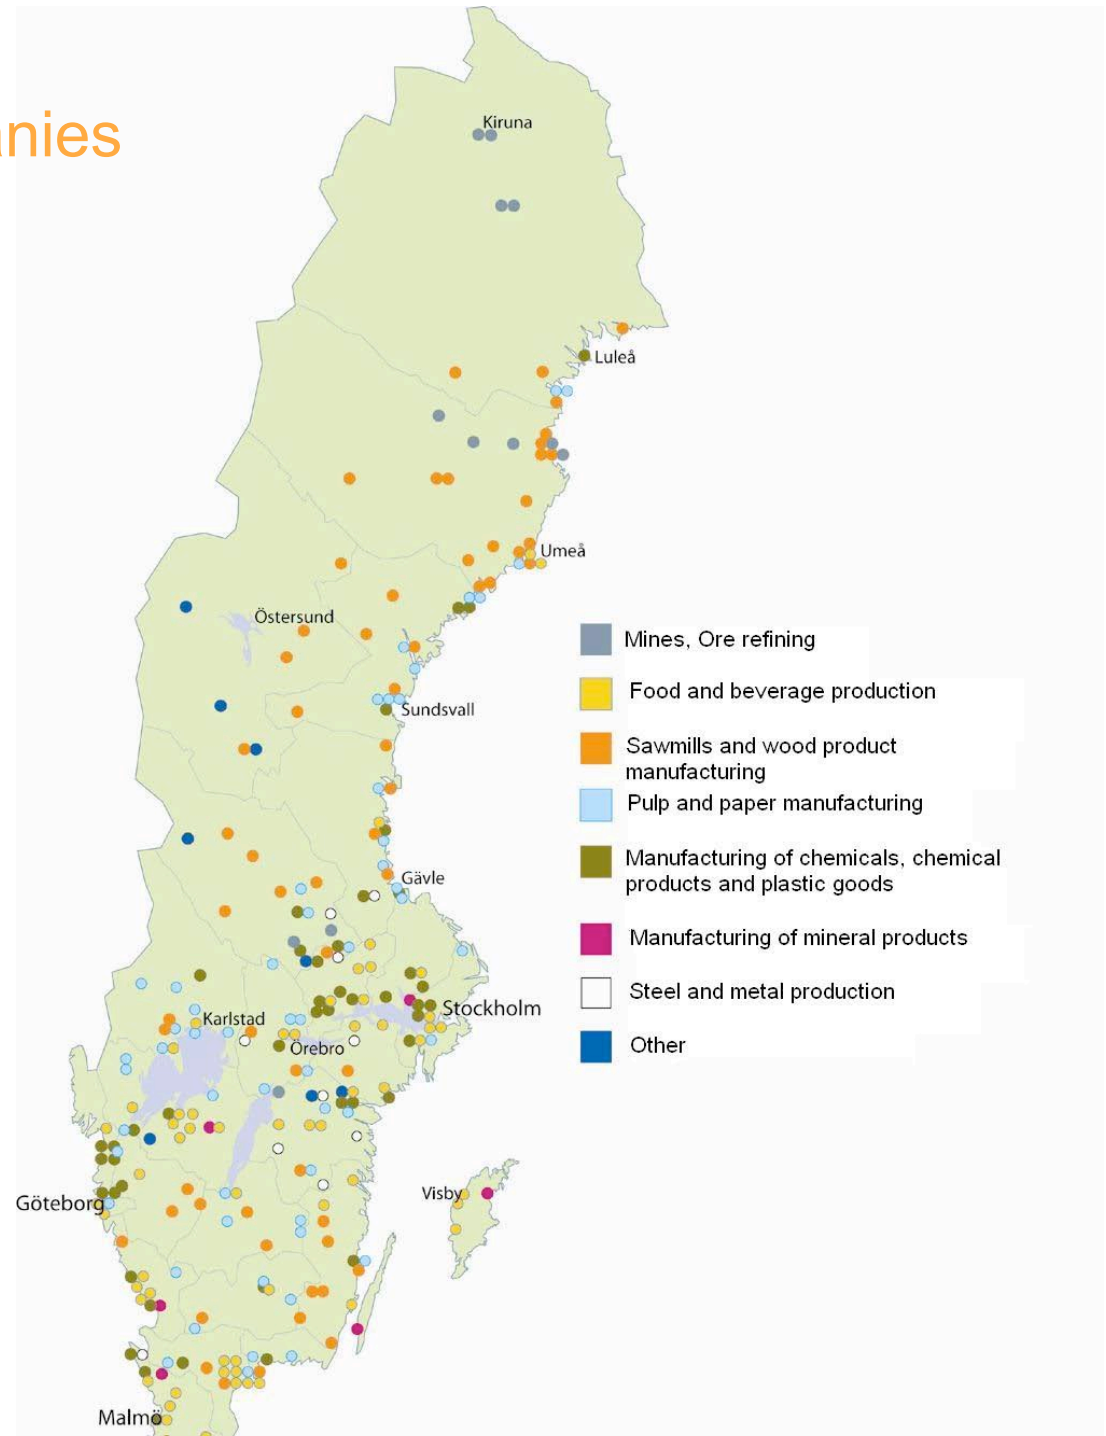 anies
Kiruna
Luleå
Umeå
Östersund
Sundsvall
Gävle
Stockholm
Karlstad
Örebro
Visby
Göteborg
Malmö
Mines, Ore refining
Food and beverage production
Sawmills and wood product
manufacturing
Pulp and paper manufacturing
Manufacturing of chemicals, chemical
products and plastic goods
Manufacturing of mineral products
Steel and metal production
Other